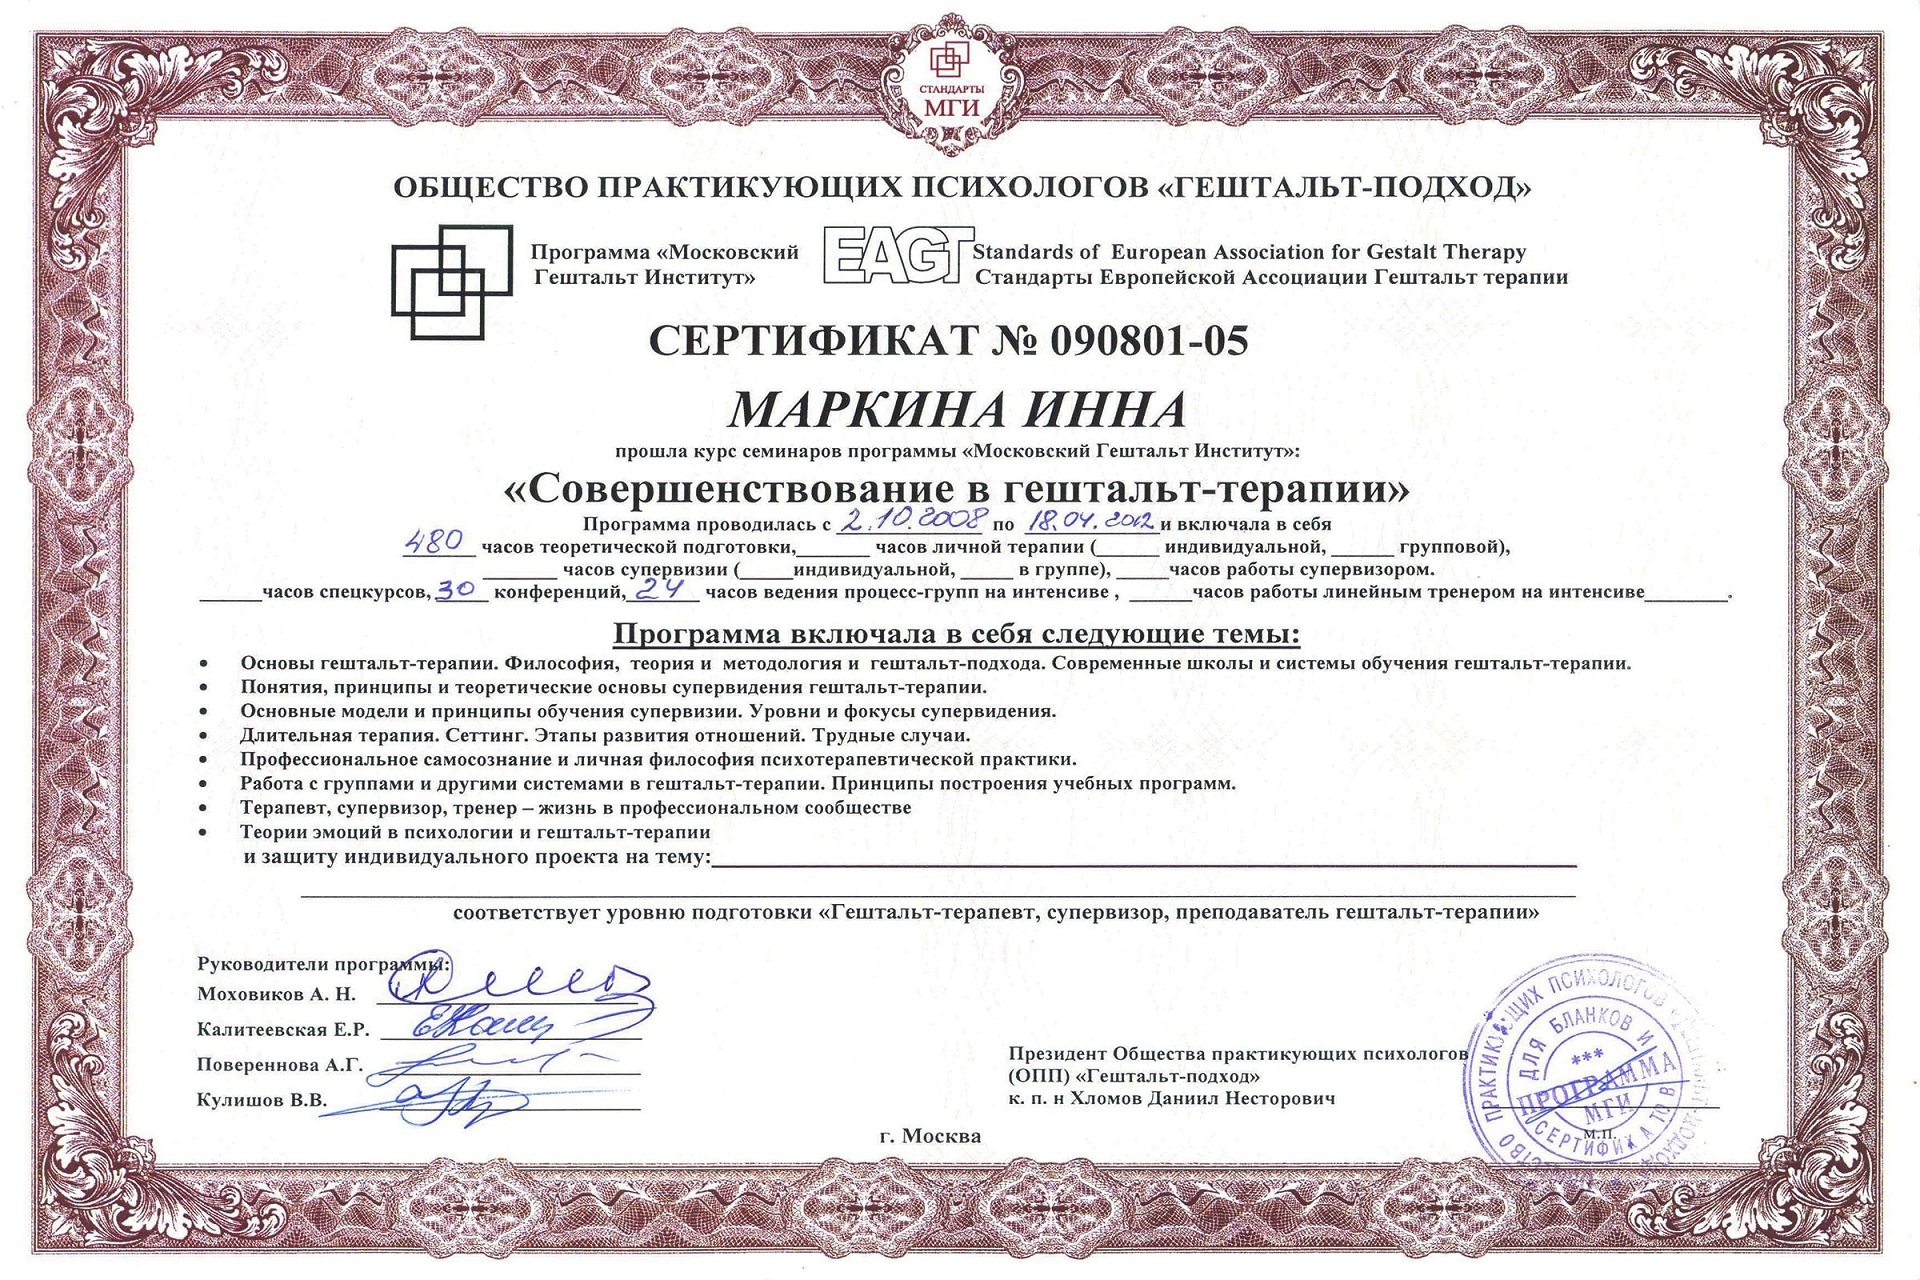 СТАНДАРТЫ
МГИ
ОБЩЕСТВО ПРАКТИКУЮЩИХ ПСИХОЛОГОВ «ГЕШТАЛЬТ-ПОДХОД»
Программа «Московский
Гештальт Институт»
EAGT
Standards of European Association for Gestalt Therapy
Стандарты Европейской Ассоциации Гештальт терапии
СЕРТИФИКАТ № 090801-05
МАРКИНА ИННА
прошла курс семинаров программы «Московский Гештальт Институт»:
«Совершенствование в гештальт-терапии»
Программа проводилась с 2.10.2008 по 18.04.2012 и включала в себя
480 часов теоретической подготовки,______ часов личной терапии (_____ индивидуальной, _____ групповой),
______ часов супервизии (_____индивидуальной, _____ в группе), _____часов работы супервизором.
_____часов спецкурсов, 30 конференций, 24 часов ведения процесс-групп на интенсиве , _____часов работы линейным тренером на интенсиве_______.
Программа включала в себя следующие темы:
• Основы гештальт-терапии. Философия, теория и методология и гештальт-подхода. Современные школы и системы обучения гештальт-терапии.
• Понятия, принципы и теоретические основы супервидения гештальт-терапии.
• Основные модели и принципы обучения супервизии. Уровни и фокусы супервидения.
• Длительная терапия. Сеттинг. Этапы развития отношений. Трудные случаи.
• Профессиональное самосознание и личная философия психотерапевтической практики.
• Работа с группами и другими системами в гештальт-терапии. Принципы построения учебных программ.
• Терапевт, супервизор, тренер – жизнь в профессиональном сообществе
• Теории эмоций в психологии и гештальт-терапии
и защиту индивидуального проекта на тему:
соответствует уровню подготовки «Гештальт-терапевт, супервизор, преподаватель гештальт-терапии»
Руководители программы:
Моховиков А. Н.
Калитеевская Е.Р.
Повереннова А.Г.
Кулишов В.В.
Президент Общества практикующих психологов
(ОПП) «Гештальт-подход»
к. п. н Хломов Даниил Несторович
г. Москва
ПРАКТИКУЮЩИХ ПСИХОЛОГОВ
ДЛЯ БЛАНКОВ И
***
ПРОГРАММА
МГИ
СЕРТИФИКАТОВ
м.п.